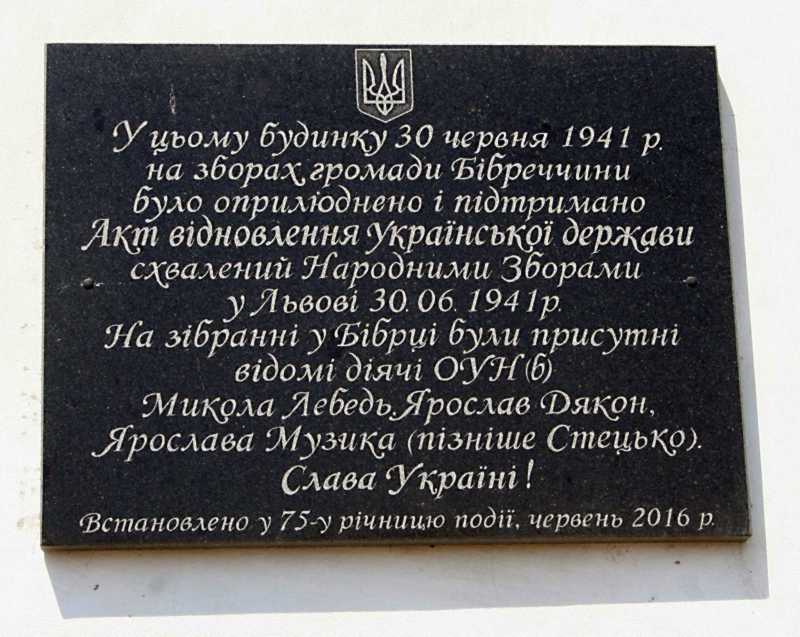 У цьому будинку 30 червня 1941 р.
на зборах громади Бібреччини
було оприлюднено і підтримано
Акт відновлення Української держави
схвалений Народними Зборами
у Львові 30.06 1941р.
На зібранні у Бібрці були присутні
відомі діячі ОУН(б)
Микола Лебедь, Ярослав Дякон,
Ярослава Музика (пізніше Стецько).
Слава Україні!
Встановлено у 75-у річницю події, червень 2016 р.